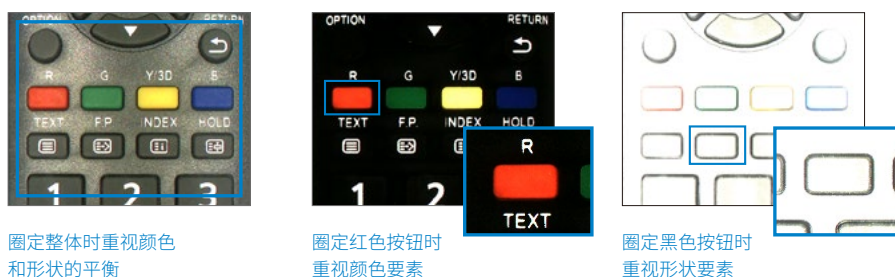 OPTION RETURN
R G Y/3D B
TEXT F.P. INDEX HOLD
1 2 3
圈定整体时重视颜色
和形状的平衡
OPTION RETURN
R G Y/3D B
TEXT F.P. INDEX HOLD
1 2
R
TEXT
圈定红色按钮时
重视颜色要素
圈定黑色按钮时
重视形状要素